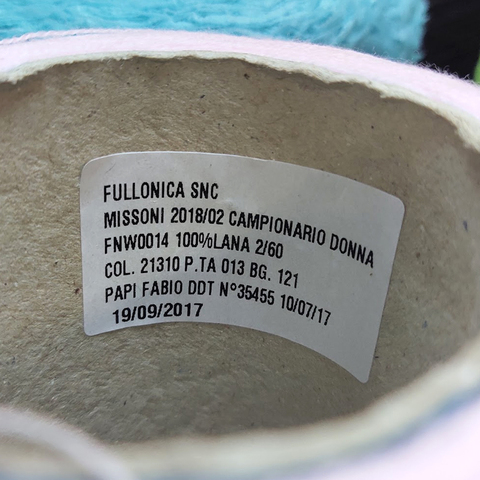 FULLONICA SNC
MISSONI 2018/02 CAMPIONARIO DONNA
FNW0014 100%LANA 2/60
COL. 21310 P.TA 013 BG. 121
PAPI FABIO DDT N°35455 10/07/17
19/09/2017